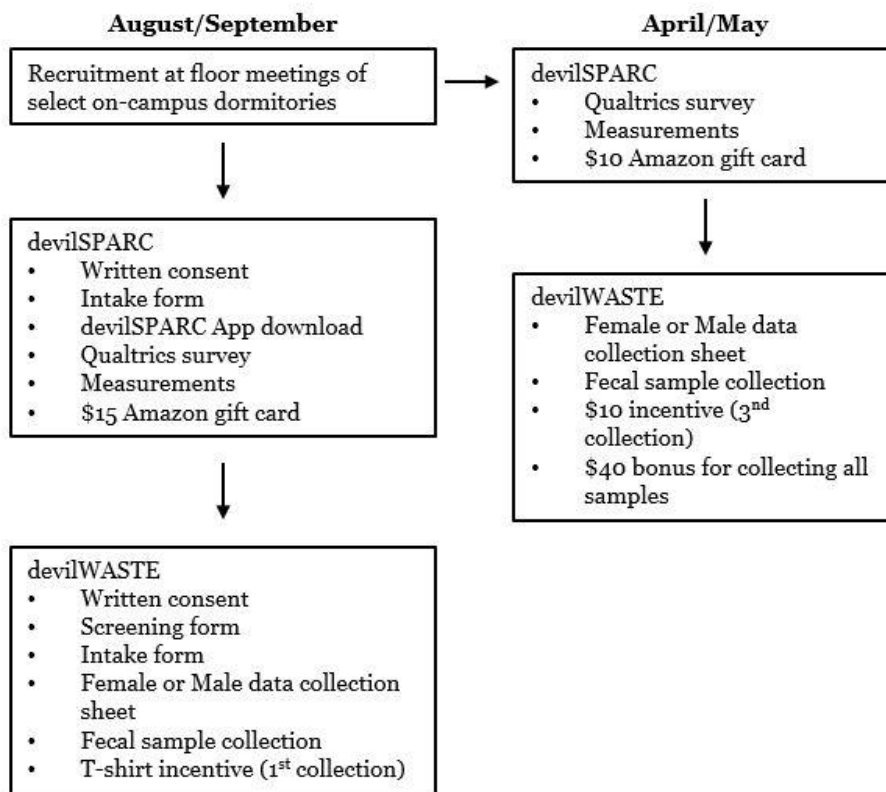 August/September
Recruitment at floor meetings of
select on-campus dormitories
devilSPARC
• Written consent
• Intake form
• devilSPARC App download
• Qualtrics survey
• Measurements
• $15 Amazon gift card
devilWASTE
• Written consent
• Screening form
• Intake form
• Female or Male data collection
sheet
• Fecal sample collection
• T-shirt incentive (1st collection)
April/May
devilSPARC
• Qualtrics survey
• Measurements
• $10 Amazon gift card
devilWASTE
• Female or Male data
collection sheet
• Fecal sample collection
• $10 incentive (3nd
collection)
• $40 bonus for collecting all
samples